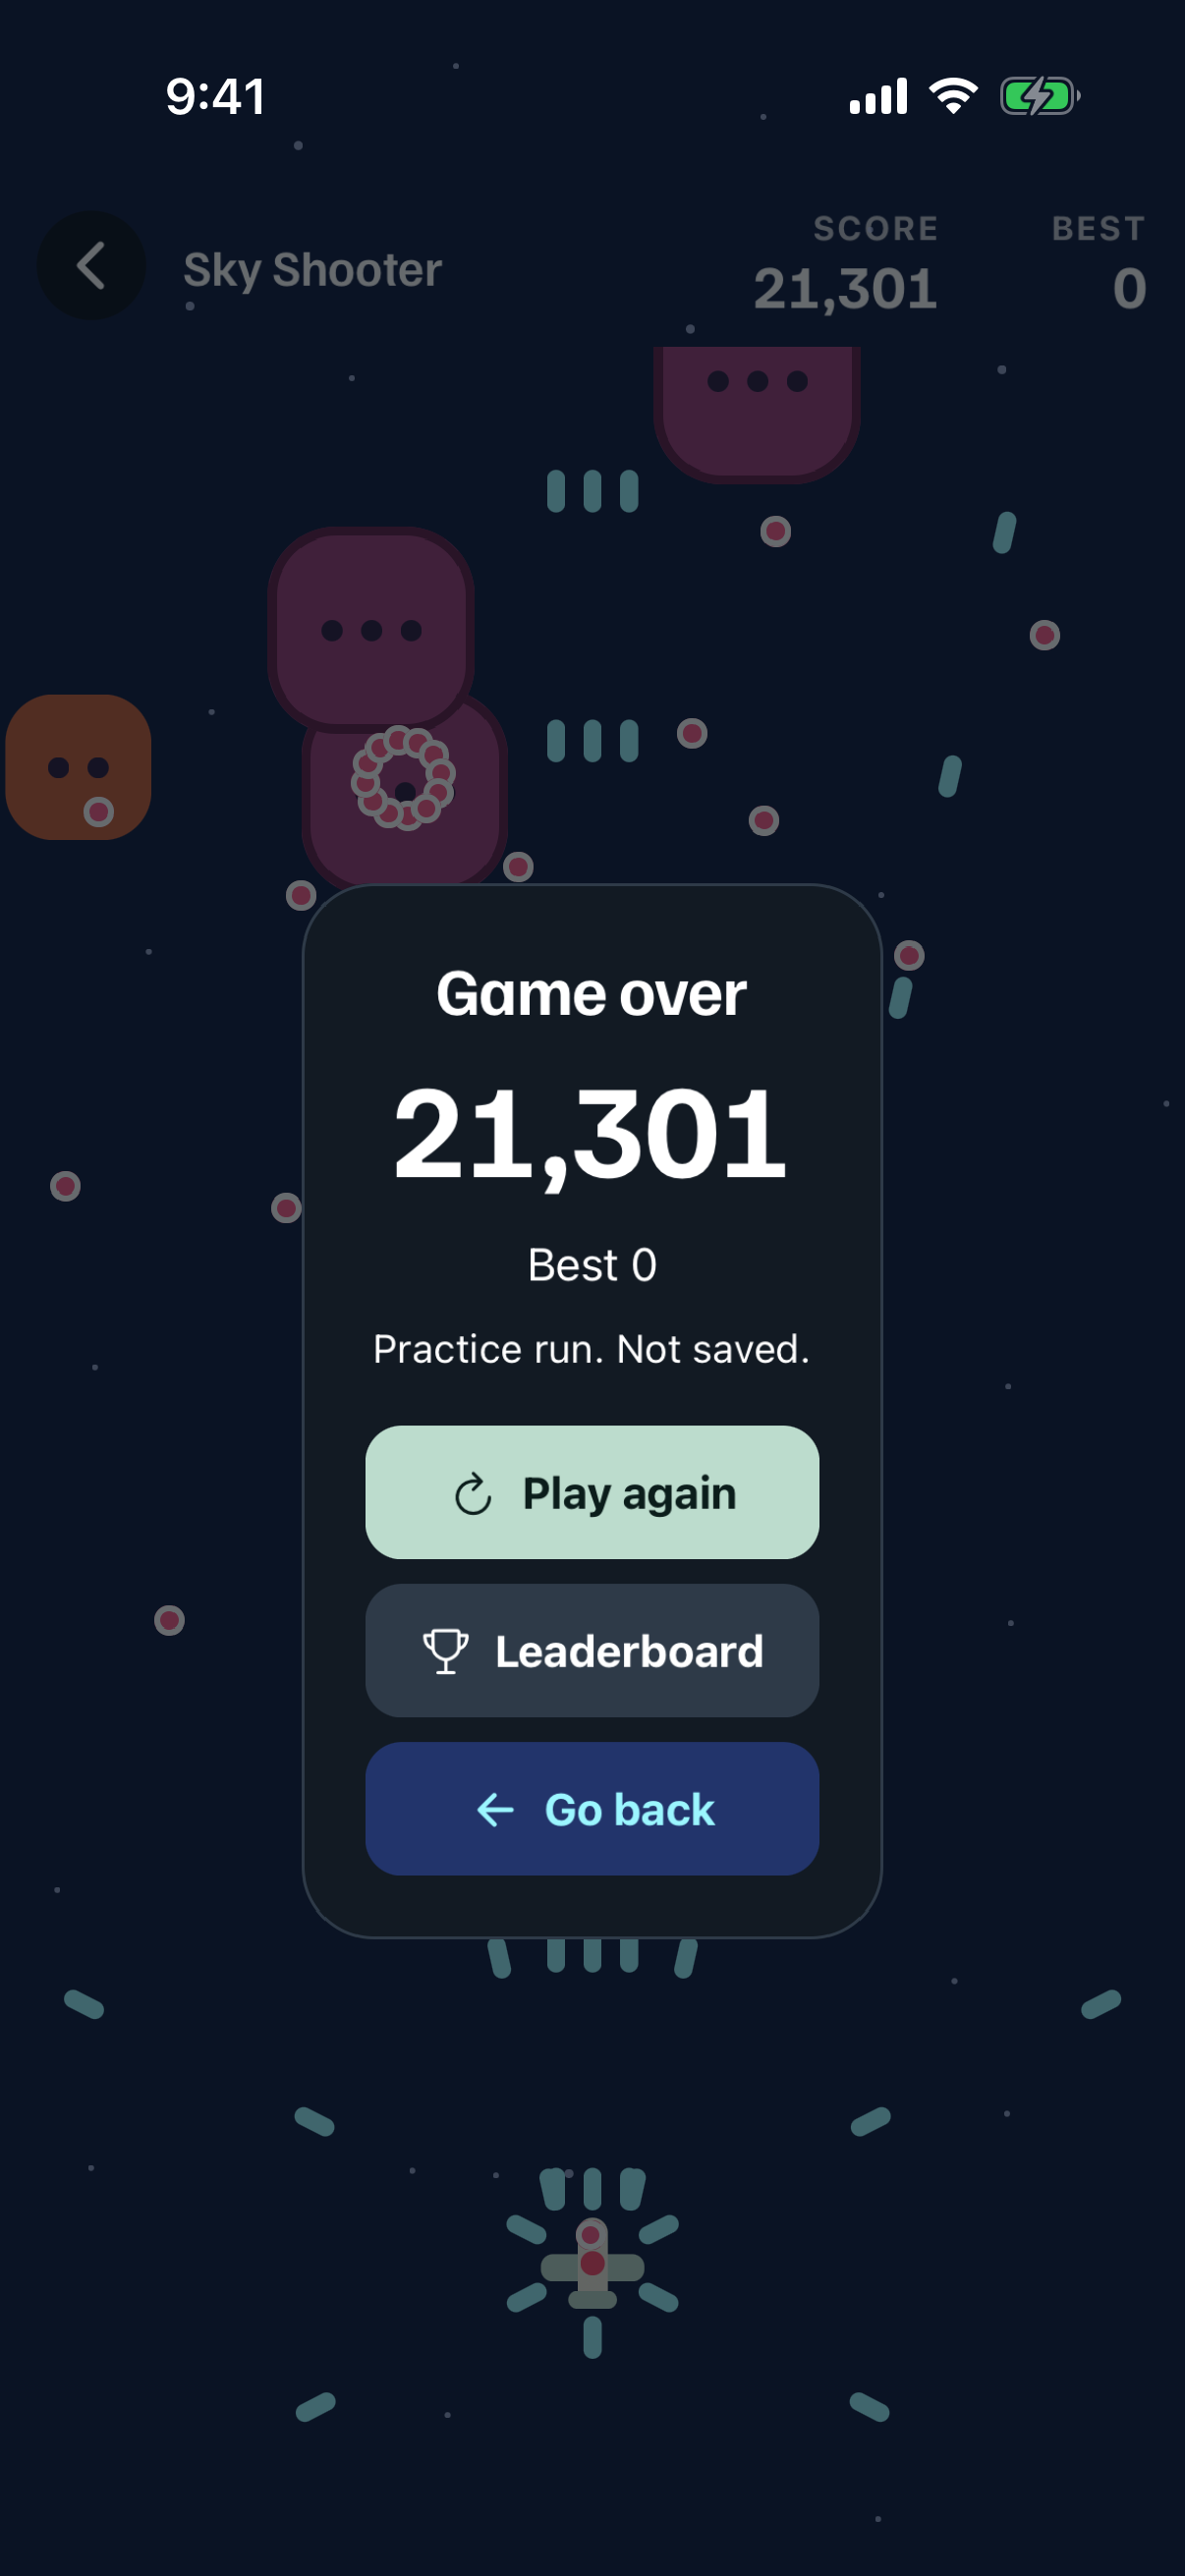 9:41
Sky Shooter
SCORE
21,301
BEST
0
Game over
21,301
Best 0
Practice run. Not saved.
Play again
Leaderboard
Go back